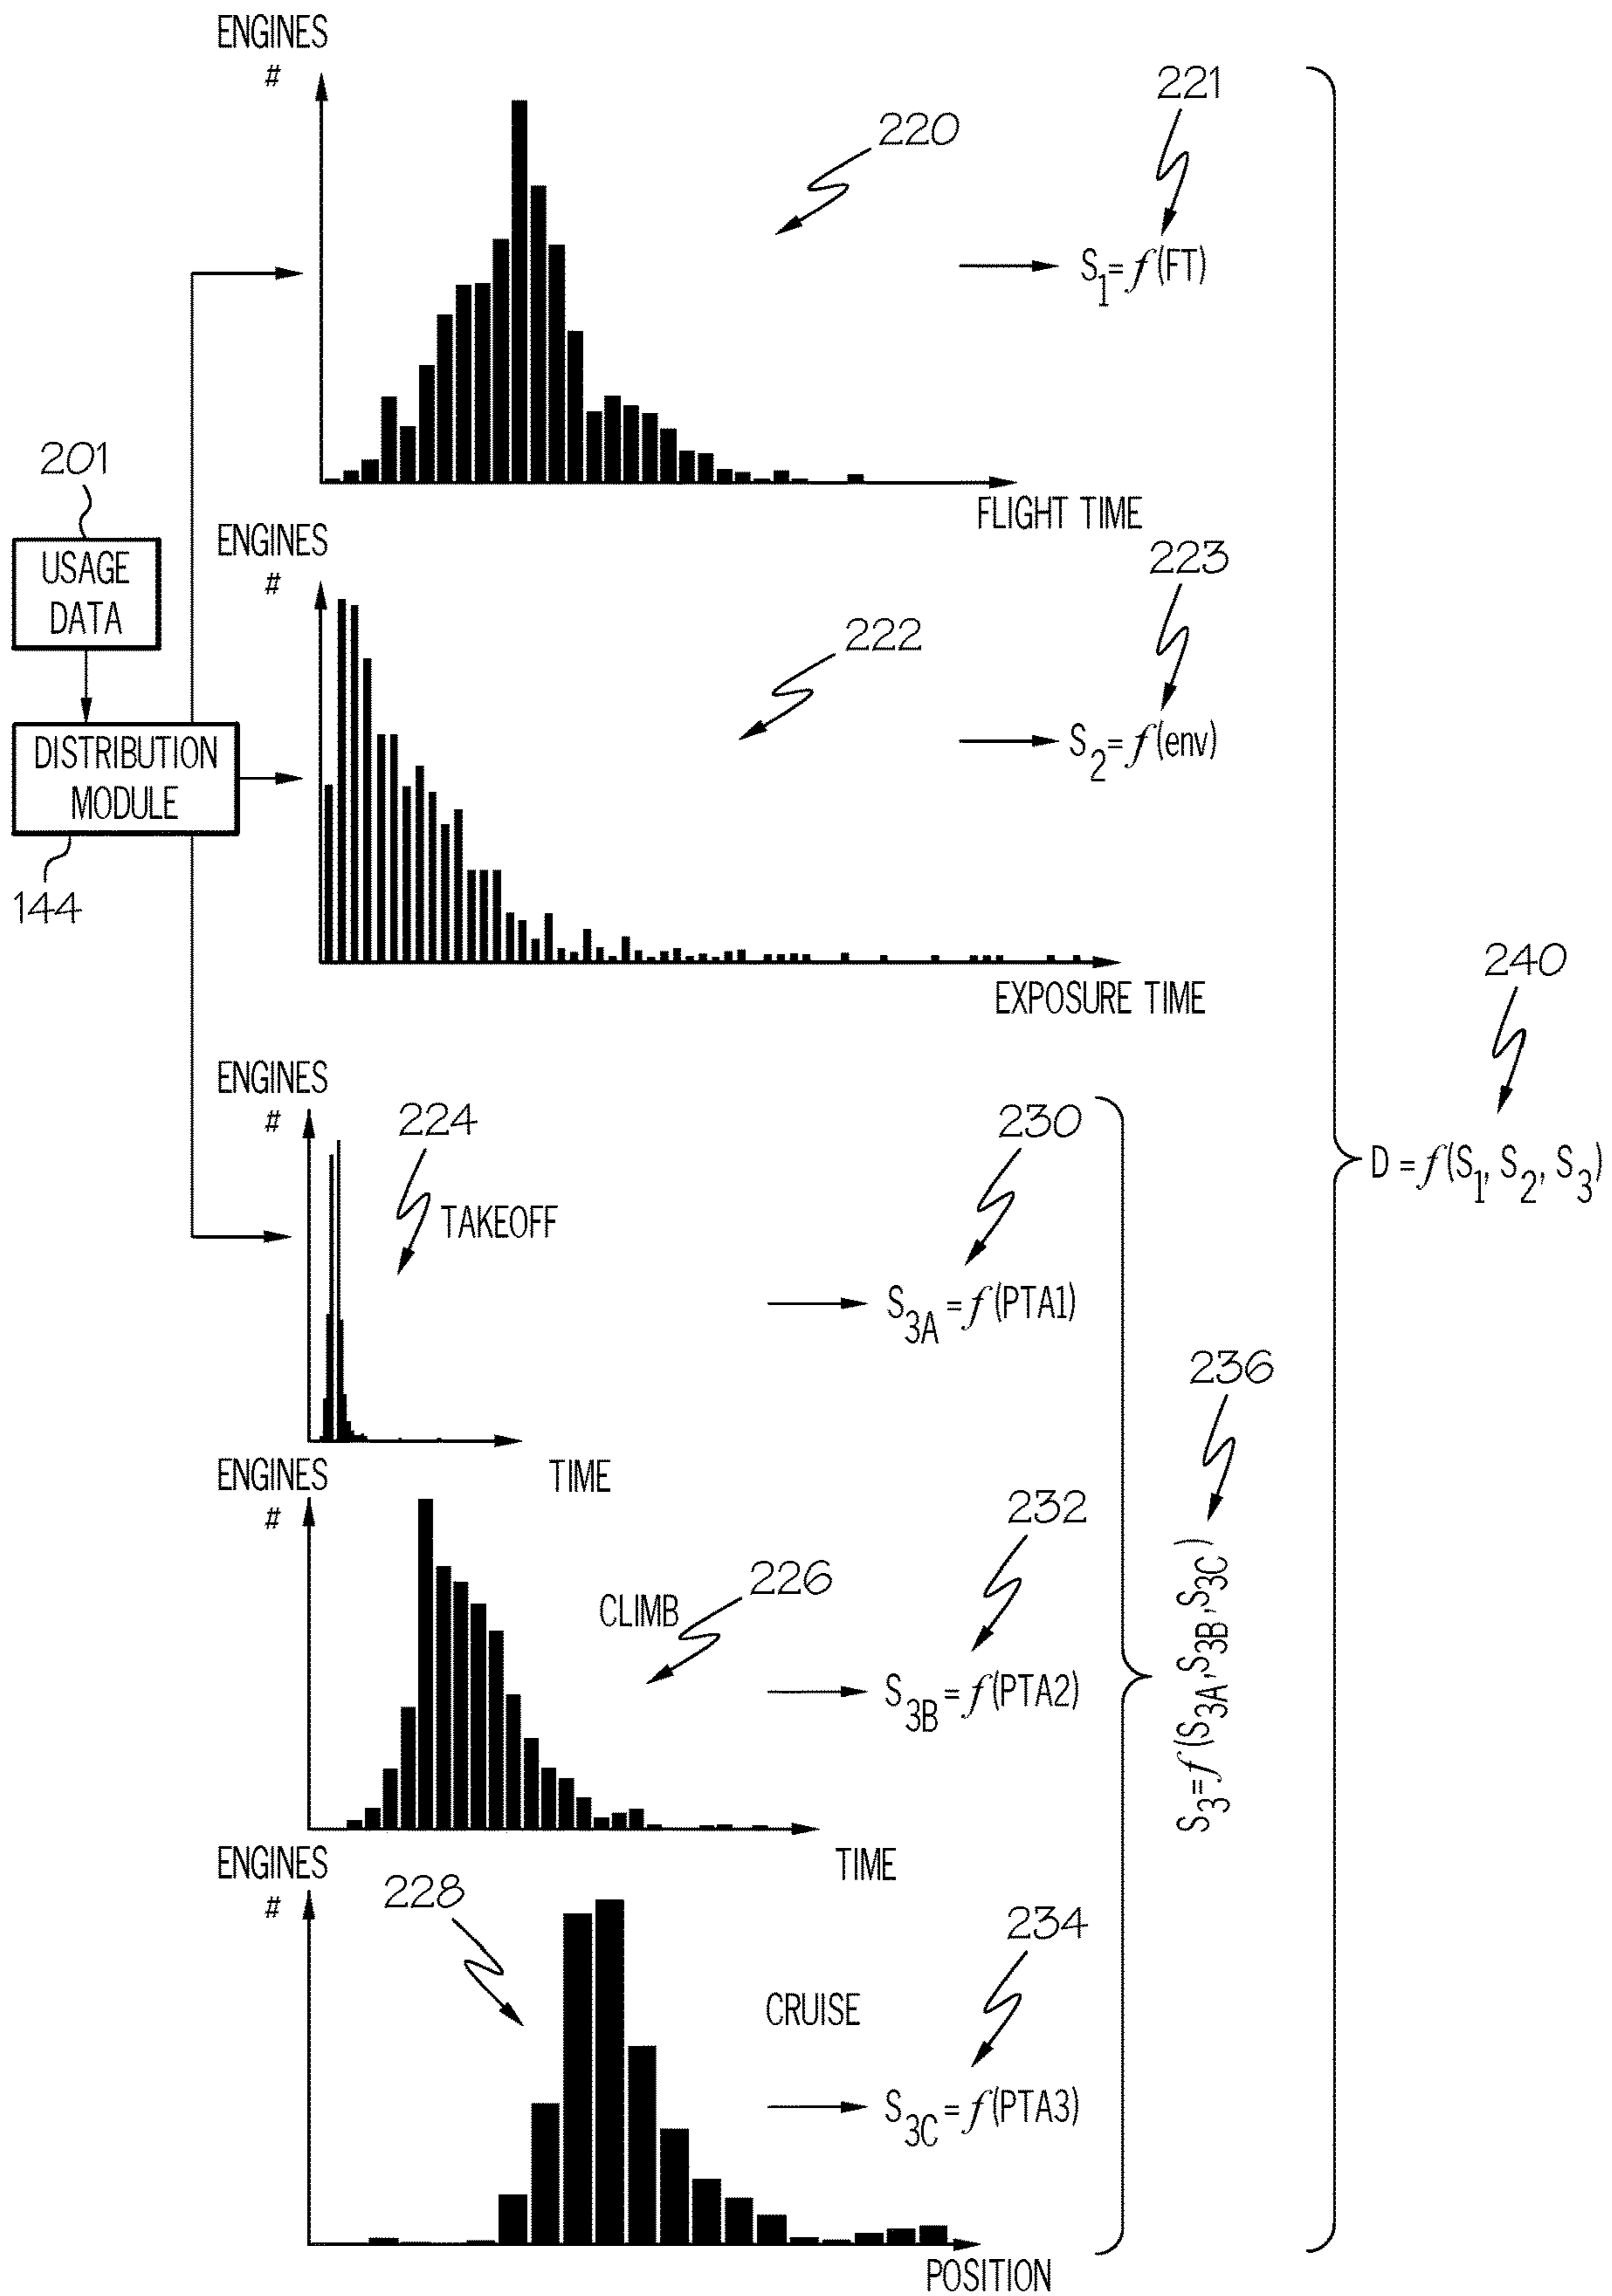 ENGINES
#
220
221
S1=f(FT)
FLIGHT TIME
201
USAGE
DATA
DISTRIBUTION
MODULE
144
ENGINES
#
222
223
S2=f(env)
EXPOSURE TIME
ENGINES
#
224
TAKEOFF
230
S3A=f(PTA1)
TIME
ENGINES
#
CLIMB
226
232
S3B=f(PTA2)
TIME
ENGINES
#
228
CRUISE
234
S3C=f(PTA3)
POSITION
236
S3=f(S3A,S3B,S3C)
240
D=f(S1, S2, S3)